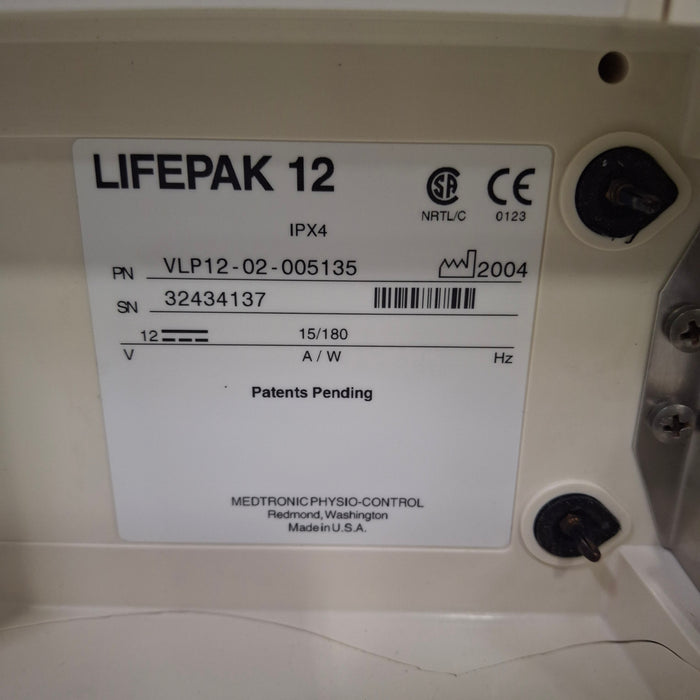 LIFEPAK 12
SA CE
NRTL/C 0123
IPX4
PN VLP12-02-005135 2004
SN 32434137
12 15/180
V A / W Hz
Patents Pending
MEDTRONIC PHYSIO-CONTROL
Redmond, Washington
Made in U.S.A.